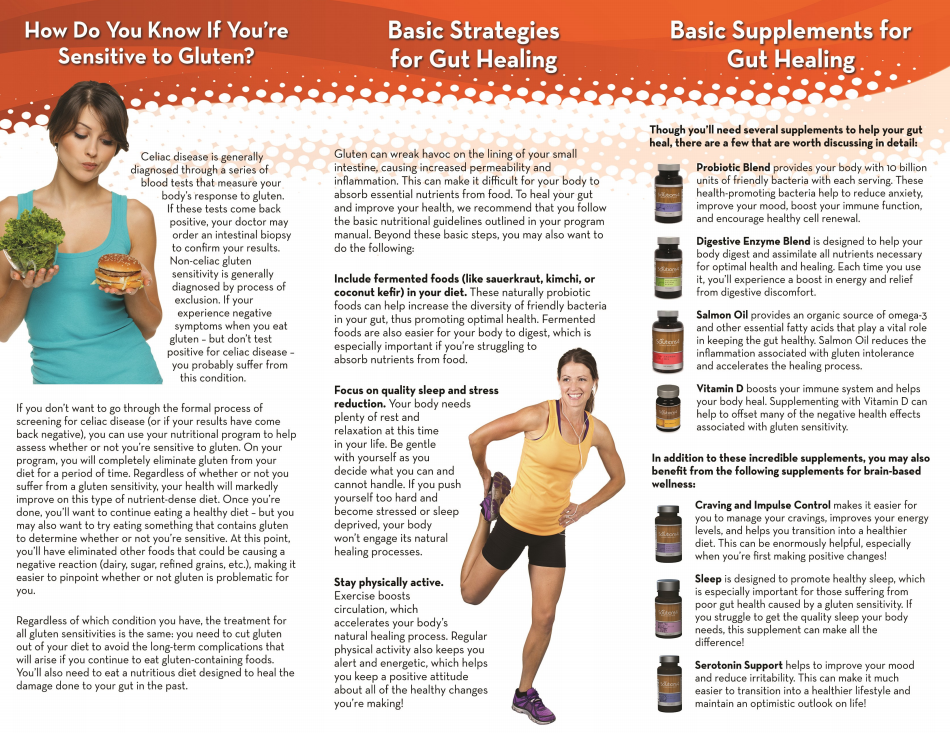 How Do You Know If You're
Sensitive to Gluten?
Celiac disease is generally
diagnosed through a series of
blood tests that measure your
body's response to gluten.
If these tests come back
positive, your doctor may
order an intestinal biopsy
to confirm your results.
Non-celiac gluten
sensitivity is generally
diagnosed by process of
exclusion. If your
experience negative
symptoms when you eat
gluten – but don't test
positive for celiac disease –
you probably suffer from
this condition.
If you don't want to go through the formal process of
screening for celiac disease (or if your results have come
back negative), you can use your nutritional program to help
assess whether or not you're sensitive to gluten. On your
program, you will completely eliminate gluten from your
diet for a period of time. Regardless of whether or not you
suffer from a gluten sensitivity, your health will markedly
improve on this type of nutrient-dense diet. Once you're
done, you'll want to continue eating a healthy diet – but you
may also want to try eating something that contains gluten
to determine whether or not you're sensitive. At this point,
you'll have eliminated other foods that could be causing a
negative reaction (dairy, sugar, refined grains, etc.), making it
easier to pinpoint whether or not gluten is problematic for
you.
Regardless of which condition you have, the treatment for
all gluten sensitivities is the same: you need to cut gluten
out of your diet to avoid the long-term complications that
will arise if you continue to eat gluten-containing foods.
You'll also need to eat a nutritious diet designed to heal the
damage done to your gut in the past.
Basic Strategies
for Gut Healing
Gluten can wreak havoc on the lining of your small
intestine, causing increased permeability and
inflammation. This can make it difficult for your body to
absorb essential nutrients from food. To heal your gut
and improve your health, we recommend that you follow
the basic nutritional guidelines outlined in your program
manual. Beyond these basic steps, you may also want to
do the following:
Include fermented foods (like sauerkraut, kimchi, or
coconut kefir) in your diet. These naturally probiotic
foods can help increase the diversity of friendly bacteria
in your gut, thus promoting optimal health. Fermented
foods are also easier for your body to digest, which is
especially important if you're struggling to
absorb nutrients from food.
Focus on quality sleep and stress
reduction. Your body needs
plenty of rest and
relaxation at this time
in your life. Be gentle
with yourself as you
decide what you can and
cannot handle. If you push
yourself too hard and
become stressed or sleep
deprived, your body
won't engage its natural
healing processes.
Stay physically active.
Exercise boosts
circulation, which
accelerates your body's
natural healing process. Regular
physical activity also keeps you
alert and energetic, which helps
you keep a positive attitude
about all of the healthy changes
you're making!
Basic Supplements for
Gut Healing
Though you'll need several supplements to help your gut
heal, there are a few that are worth discussing in detail:
Probiotic Blend provides your body with 10 billion
units of friendly bacteria with each serving. These
health-promoting bacteria help to reduce anxiety,
improve your mood, boost your immune function,
and encourage healthy cell renewal.
Digestive Enzyme Blend is designed to help your
body digest and assimilate all nutrients necessary
for optimal health and healing. Each time you use
it, you'll experience a boost in energy and relief
from digestive discomfort.
Salmon Oil provides an organic source of omega-3
and other essential fatty acids that play a vital role
in keeping the gut healthy. Salmon Oil reduces the
inflammation associated with gluten intolerance
and accelerates the healing process.
Vitamin D boosts your immune system and helps
your body heal. Supplementing with Vitamin D can
help to offset many of the negative health effects
associated with gluten sensitivity.
In addition to these incredible supplements, you may also
benefit from the following supplements for brain-based
wellness:
Craving and Impulse Control makes it easier for
you to manage your cravings, improves your energy
levels, and helps you transition into a healthier
diet. This can be enormously helpful, especially
when you're first making positive changes!
Sleep is designed to promote healthy sleep, which
is especially important for those suffering from
poor gut health caused by a gluten sensitivity. If
you struggle to get the quality sleep your body
needs, this supplement can make all the
difference!
Serotonin Support helps to improve your mood
and reduce irritability. This can make it much
easier to transition into a healthier lifestyle and
maintain an optimistic outlook on life!